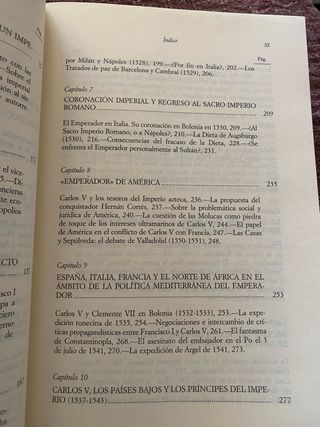 Índice
XI
Pág.
por Milán y Nápoles (1528), 199.—¿Por fin en Italia?, 202.—Los
Tratados de paz de Barcelona y Cambrai (1529), 206.
Capítulo 7
CORONACIÓN IMPERIAL Y REGRESO AL SACRO IMPERIO
ROMANO
209
El Emperador en Italia. Su coronación en Bolonia en 1530, 209.—¿Al
Sacro Imperio Romano, o a Nápoles?, 210.—La Dieta de Augsburgo
(1530), 216.—Consecuencias del fracaso de la Dieta, 228.—¿Se
enfrenta el Emperador personalmente al Sultán?, 231.
Capítulo 8
«EMPERADOR» DE AMÉRICA
235
Carlos V y los tesoros del Imperio azteca, 236.—La propuesta del
conquistador Hernán Cortés, 237.—Sobre la problemática social y
jurídica de América, 240.—La cuestión de las Molucas como piedra
de toque de los intereses ultramarinos de Carlos V, 244.—El papel
de América en el conflicto de Carlos V con Francia, 247.—Las Casas
y Sepúlveda: el debate de Valladolid (1550-1551), 248.
Capítulo 9
ESPAÑA, ITALIA, FRANCIA Y EL NORTE DE ÁFRICA EN EL
ÁMBITO DE LA POLÍTICA MEDITERRÁNEA DEL EMPERA-
DOR
253
Carlos V y Clemente VII en Bolonia (1532-1533), 253.—La expe-
dición tunecina de 1535, 254.—Negociaciones e intercambio de crí-
ticas propagandísticas entre Francisco I y Carlos V, 261.—El fantasma
de Constantinopla, 268.—El asesinato del embajador en el Po el 3
de julio de 1541, 270.—La expedición de Argel de 1541, 273.
Capítulo 10
CARLOS V, LOS PAÍSES BAJOS Y LOS PRÍNCIPES DEL IMPE-
RIO (1537-1543)
277